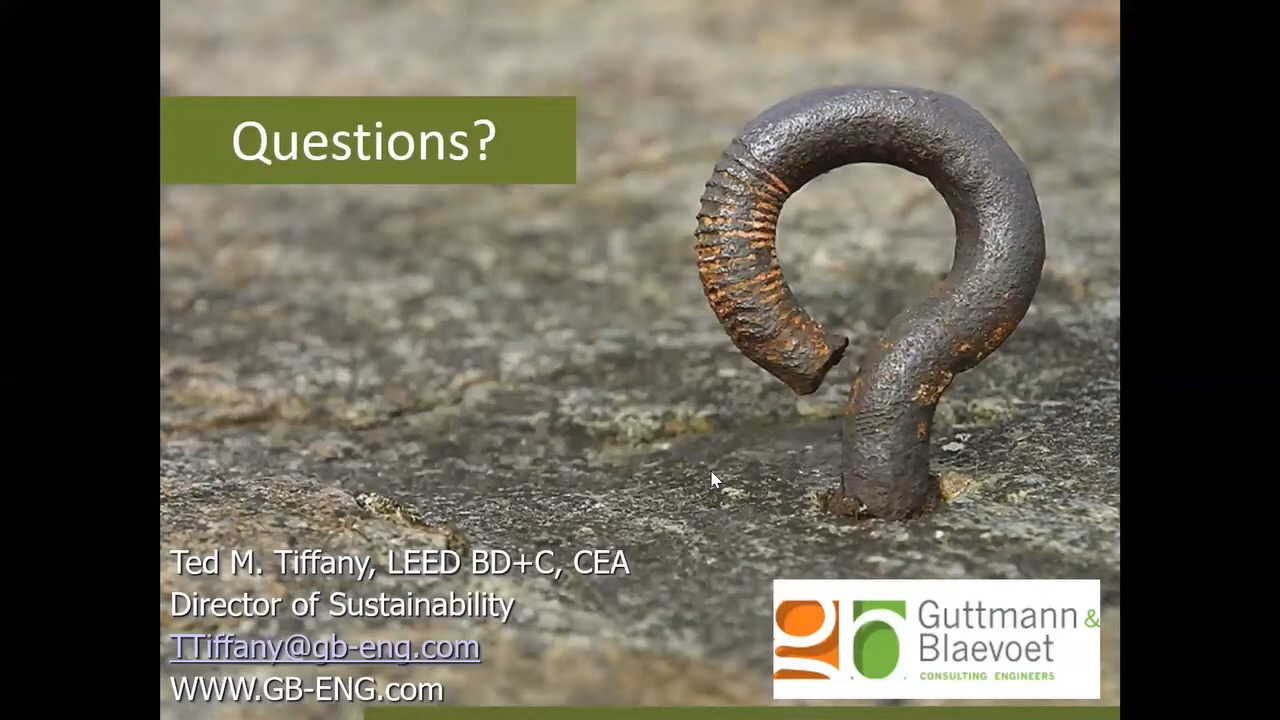 Questions?
Ted M. Tiffany, LEED BD+C, CEA
Director of Sustainability
TTiffany@gb-eng.com
WWW.GB-ENG.com
gb
Guttmann &
Blaevoet
CONSULTING ENGINEERS